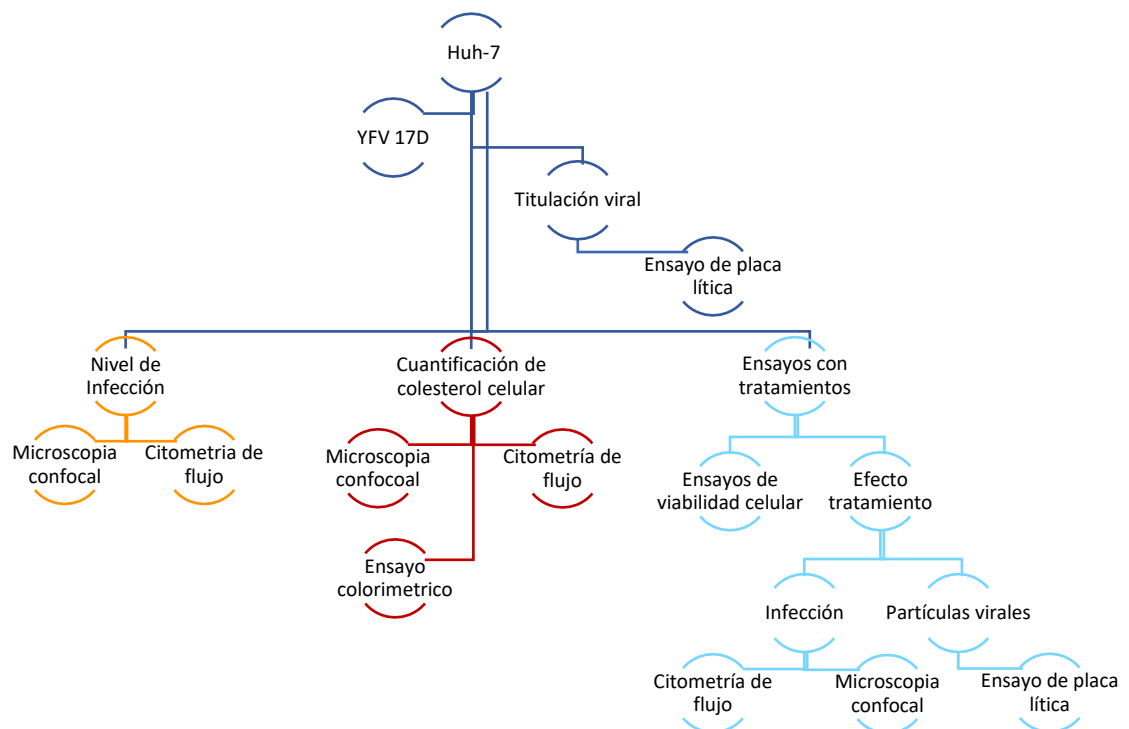 Huh-7
YFV 17D
Titulación viral
Ensayo de placa
lítica
Nivel de
Infección
Cuantificación de
colesterol celular
Ensayos con
tratamientos
Microscopia
confocal
Citometria de
flujo
Microscopia
confocoal
Citometría de
flujo
Ensayos de
viabilidad celular
Efecto
tratamiento
Ensayo
colorimetrico
Infección
Partículas virales
Citometría de
flujo
Microscopia
confocal
Ensayo de placa
lítica